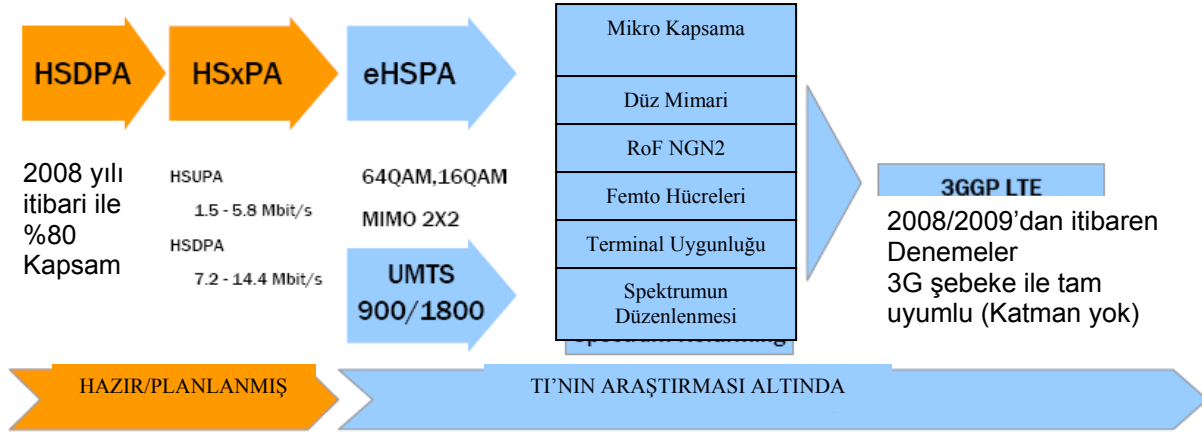 HSDPA
HSxPA
eHSPA
2008 yılı
itibari ile
%80
Kapsam
HSUPA
1.5 - 5.8 Mbit/s
HSDPA
7.2 - 14.4 Mbit/s
64QAM,16QAM
MIMO 2X2
UMTS
900/1800
Mikro Kapsama
Düz Mimari
RoF NGN2
Femto Hücreleri
Terminal Uygunluğu
Spektrumun
Düzenlenmesi
3GGP LTE
2008/2009’dan itibaren
Denemeler
3G şebeke ile tam
uyumlu (Katman yok)
HAZIR/PLANLANMIŞ
TI’NIN ARAŞTIRMASI ALTINDA